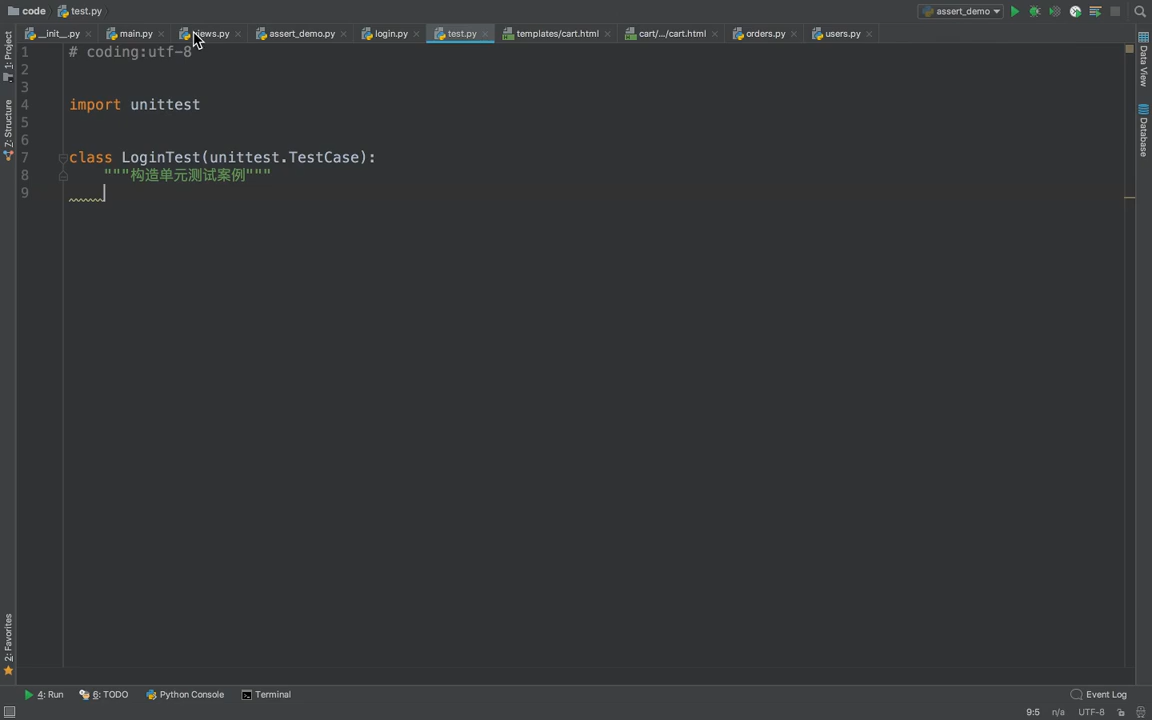 code test.py assert_demo
__init__.py main.py views.py assert_demo.py login.py test.py templates/cart.html cart/.../cart.html orders.py users.py
1: Project
Z: Structure
2: Favorites
1 # coding:utf-8
2
3
4 import unittest
5
6
7 class LoginTest(unittest.TestCase):
8 """构造单元测试案例"""
9
Data View
Database
4: Run 6: TODO Python Console Terminal Event Log
9:5 n/a UTF-8